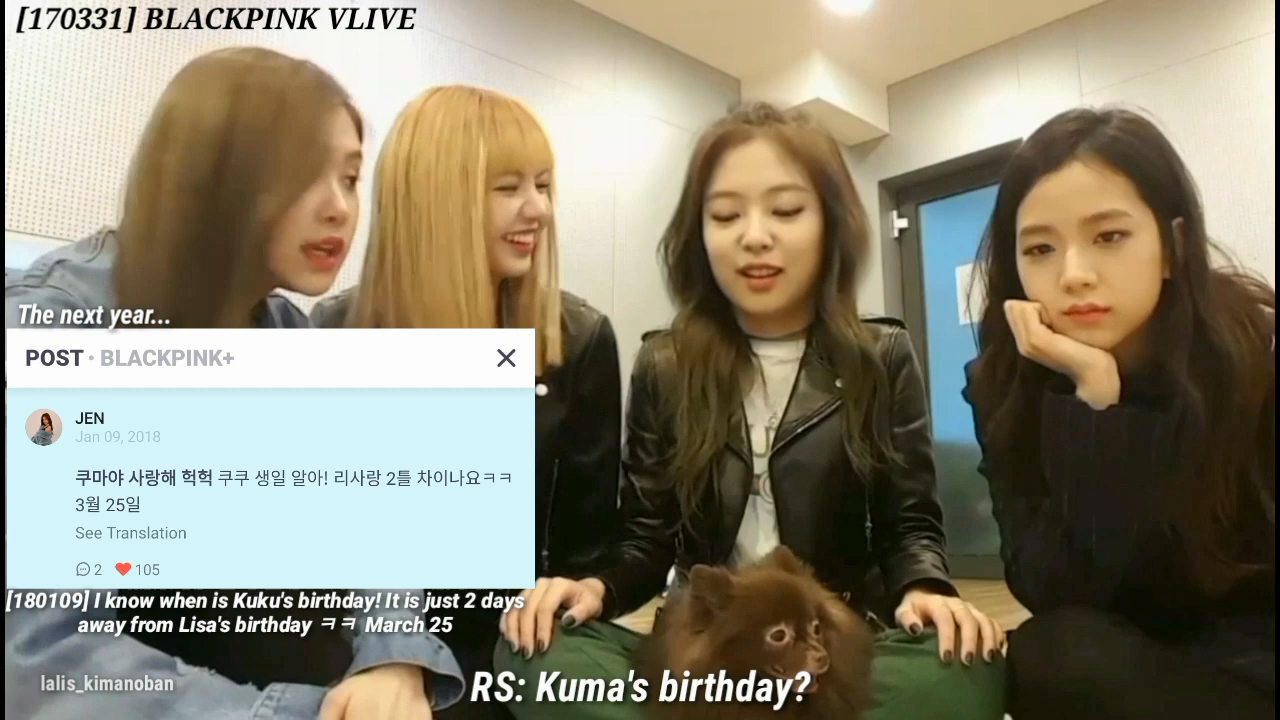 [170331] BLACKPINK VLIVE
The next year...
POST · BLACKPINK+
JEN
Jan 09, 2018
쿠마야 사랑해 헉헉 쿠쿠 생일 알아! 리사랑 2틀 차이나요ㅋㅋ
3월 25일
See Translation
2 105
[180109] I know when is Kuku's birthday! It is just 2 days
away from Lisa's birthday ㅋㅋ March 25
lalis_kimanoban
RS: Kuma's birthday?